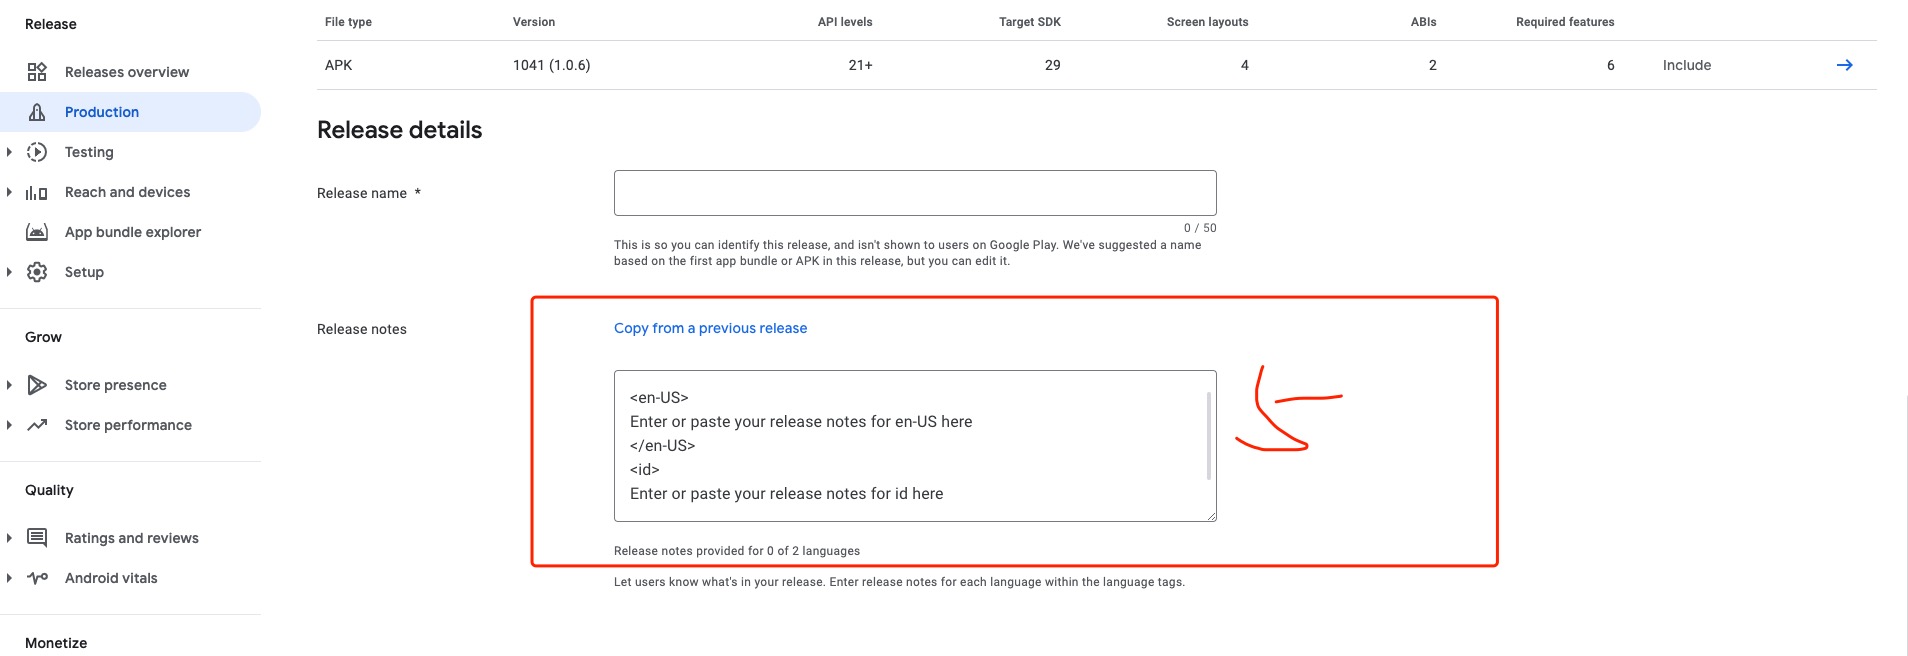 Release
Releases overview
Production
Testing
Reach and devices
App bundle explorer
Setup
Grow
Store presence
Store performance
Quality
Ratings and reviews
Android vitals
Monetize
File type Version API levels Target SDK Screen layouts ABIs Required features
APK 1041 (1.0.6) 21+ 29 4 2 6 Include
Release details
Release name *
0 / 50
This is so you can identify this release, and isn't shown to users on Google Play. We've suggested a name
based on the first app bundle or APK in this release, but you can edit it.
Release notes
Copy from a previous release
<en-US>
Enter or paste your release notes for en-US here
</en-US>
<id>
Enter or paste your release notes for id here
Release notes provided for 0 of 2 languages
Let users know what's in your release. Enter release notes for each language within the language tags.